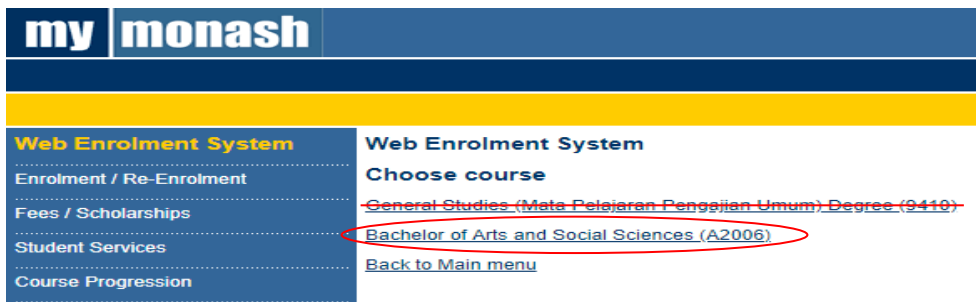 my monash
Web Enrolment System
Enrolment / Re-Enrolment
Fees / Scholarships
Student Services
Course Progression
Web Enrolment System
Choose course
General Studies (Mata Pelajaran Pengajian Umum) Degree (9410)
Bachelor of Arts and Social Sciences (A2006)
Back to Main menu